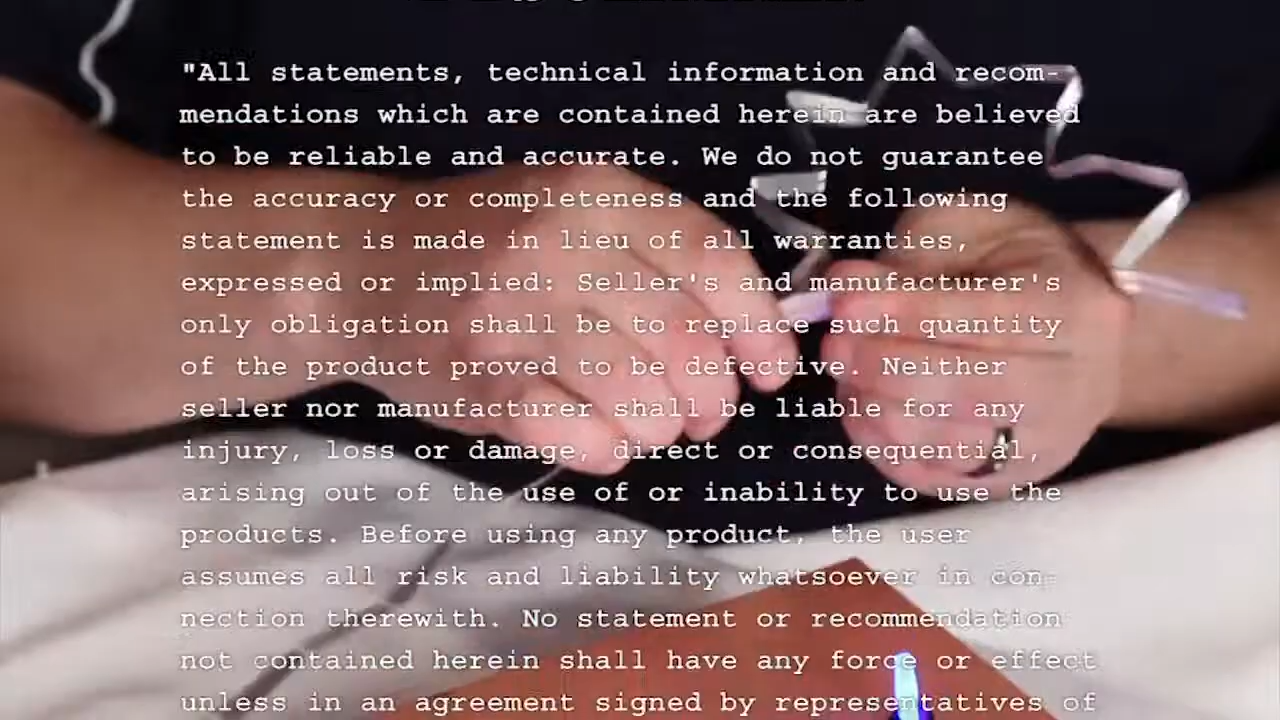 "All statements, technical information and recom-
mendations which are contained herein are believed
to be reliable and accurate. We do not guarantee
the accuracy or completeness and the following
statement is made in lieu of all warranties,
expressed or implied: Seller's and manufacturer's
only obligation shall be to replace such quantity
of the product proved to be defective. Neither
seller nor manufacturer shall be liable for any
injury, loss or damage, direct or consequential,
arising out of the use of or inability to use the
products. Before using any product, the user
assumes all risk and liability whatsoever in con-
nection therewith. No statement or recommendation
not contained herein shall have any force or effect
unless in an agreement signed by representatives of